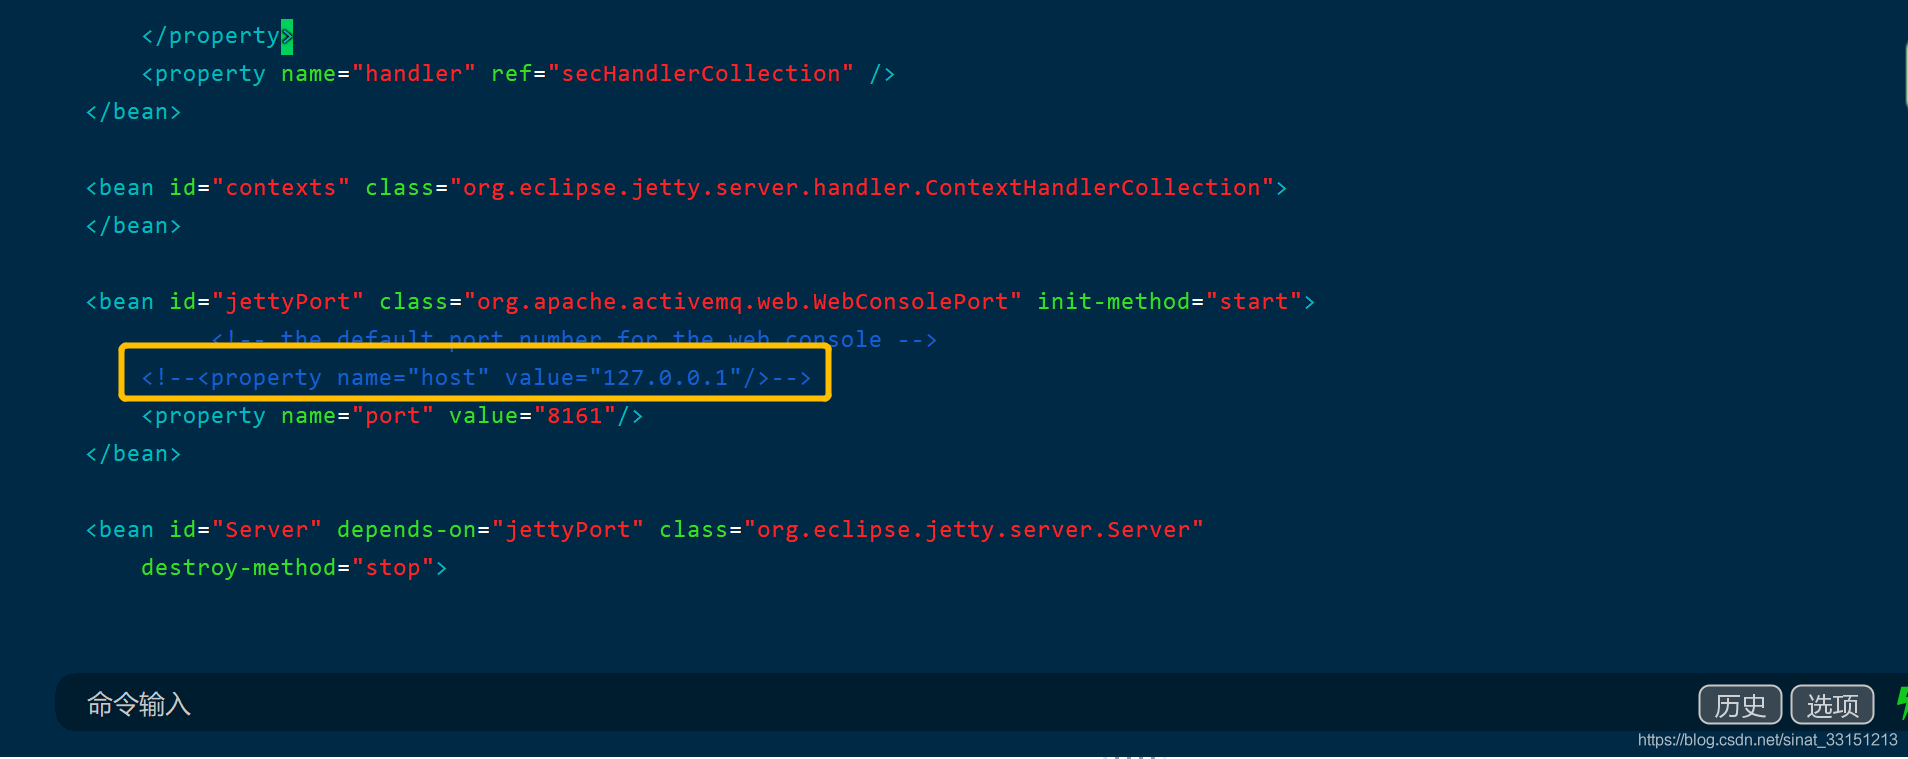 </property>
<property name="handler" ref="secHandlerCollection" />
</bean>
<bean id="contexts" class="org.eclipse.jetty.server.handler.ContextHandlerCollection">
</bean>
<bean id="jettyPort" class="org.apache.activemq.web.WebConsolePort" init-method="start">
<!-- the default port number for the web console -->
<!--<property name="host" value="127.0.0.1"/>-->
<property name="port" value="8161"/>
</bean>
<bean id="Server" depends-on="jettyPort" class="org.eclipse.jetty.server.Server"
destroy-method="stop">
命令输入
历史 选项
https://blog.csdn.net/sinat_33151213